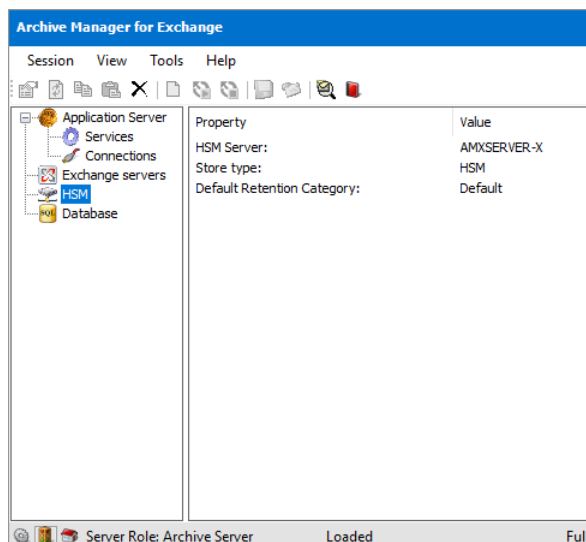 Archive Manager for Exchange
Session View Tools Help
Application Server
Services
Connections
Exchange servers
HSM
SQL
Database
Property Value
HSM Server: AMXSERVER-X
Store type: HSM
Default Retention Category: Default
Server Role: Archive Server Loaded Ful